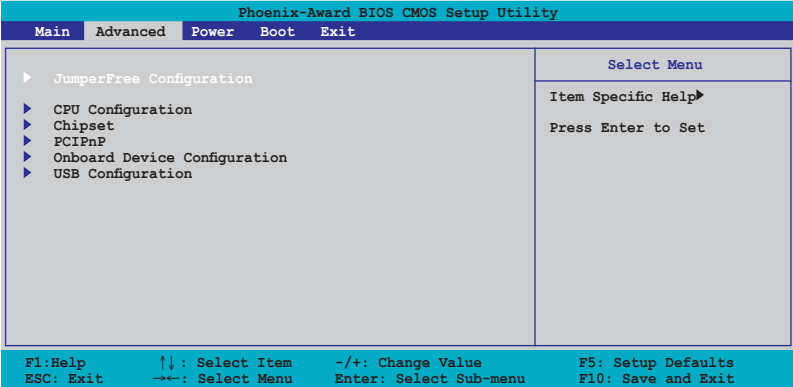 Phoenix-Award BIOS CMOS Setup Utility
Main Advanced Power Boot Exit
Select Menu
JumperFree Configuration
CPU Configuration
Chipset
PCIPnP
Onboard Device Configuration
USB Configuration
Item Specific Help
Press Enter to Set
F1:Help ↑↓: Select Item -/+: Change Value F5: Setup Defaults
ESC: Exit →←: Select Menu Enter: Select Sub-menu F10: Save and Exit